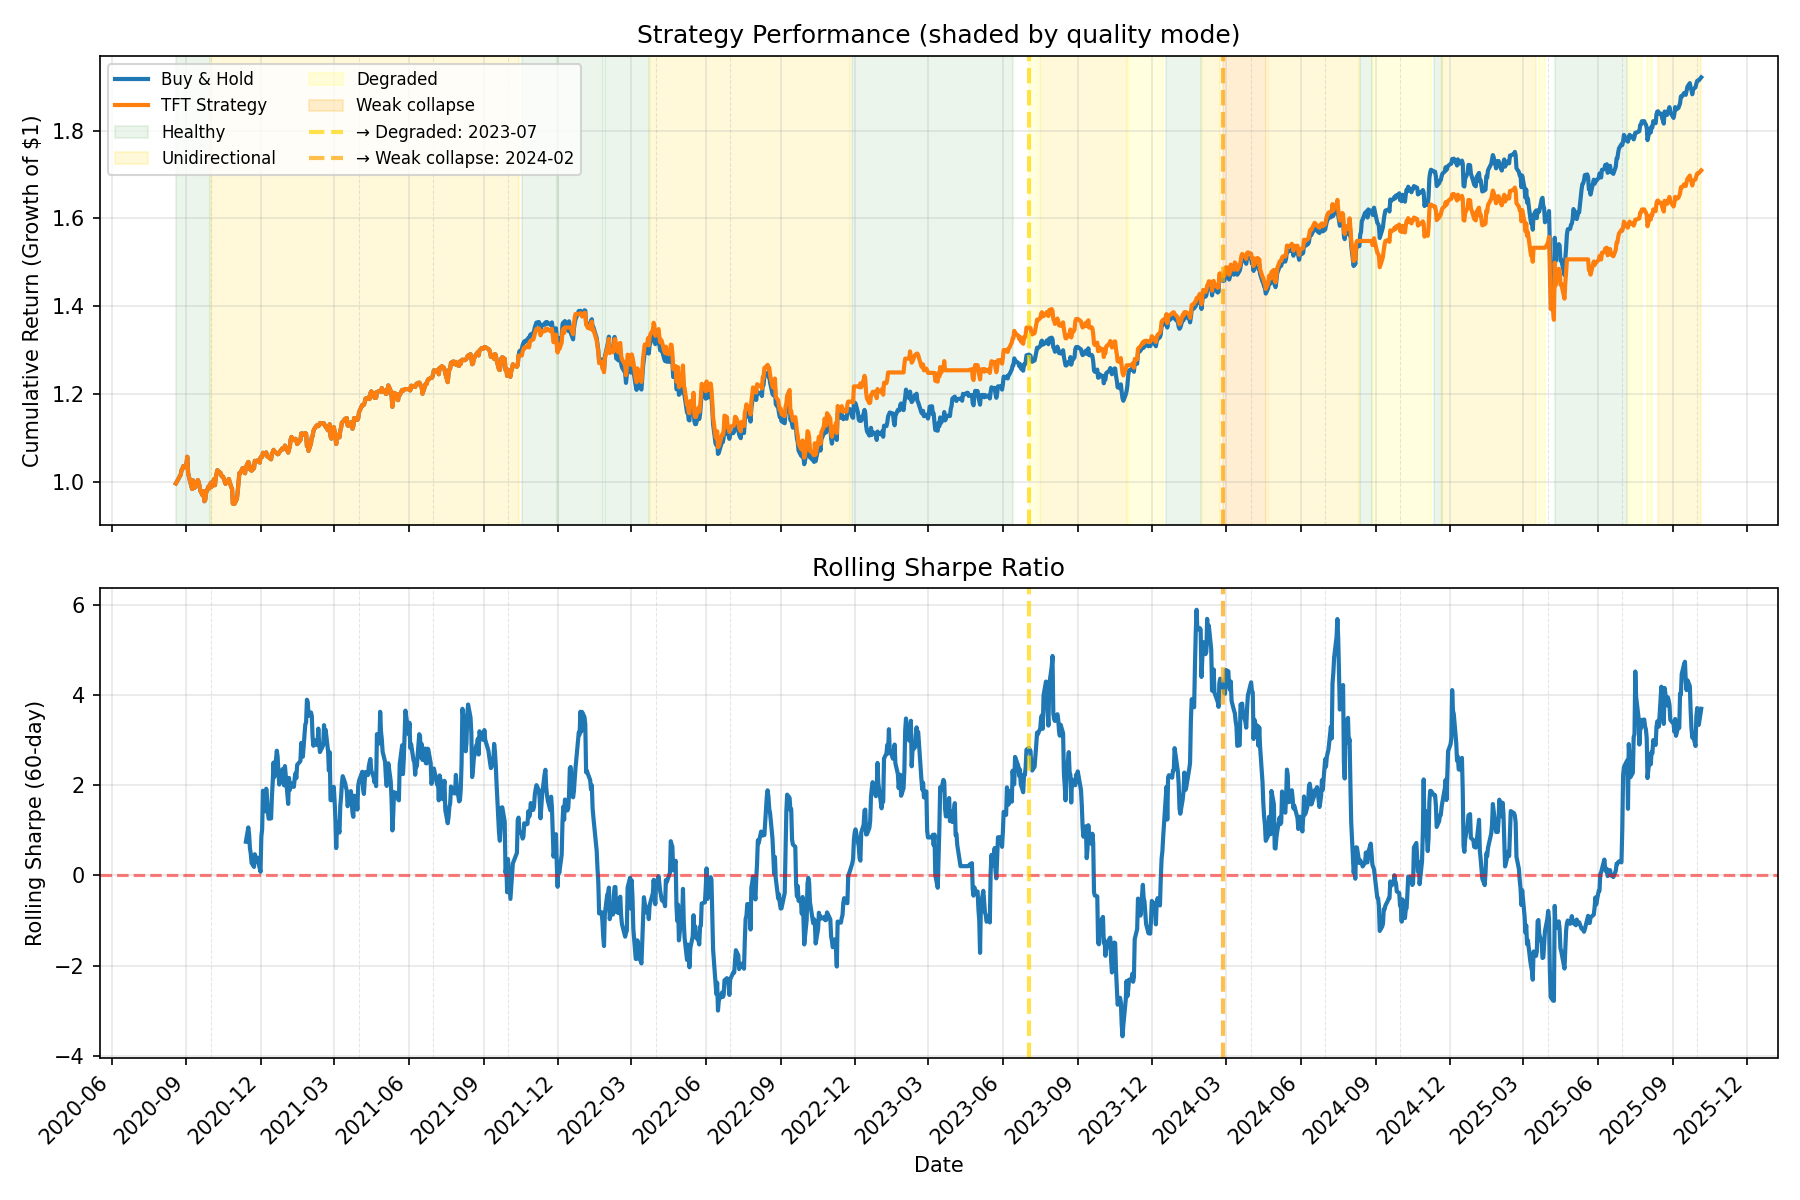 Strategy Performance (shaded by quality mode)
Cumulative Return (Growth of $1)
1.8
1.6
1.4
1.2
1.0
Buy & Hold
TFT Strategy
Healthy
Unidirectional
Degraded
Weak collapse
→ Degraded: 2023-07
→ Weak collapse: 2024-02
Rolling Sharpe Ratio
Rolling Sharpe (60-day)
6
4
2
0
−2
−4
2020-06
2020-09
2020-12
2021-03
2021-06
2021-09
2021-12
2022-03
2022-06
2022-09
2022-12
2023-03
2023-06
2023-09
2023-12
2024-03
2024-06
2024-09
2024-12
2025-03
2025-06
2025-09
2025-12
Date